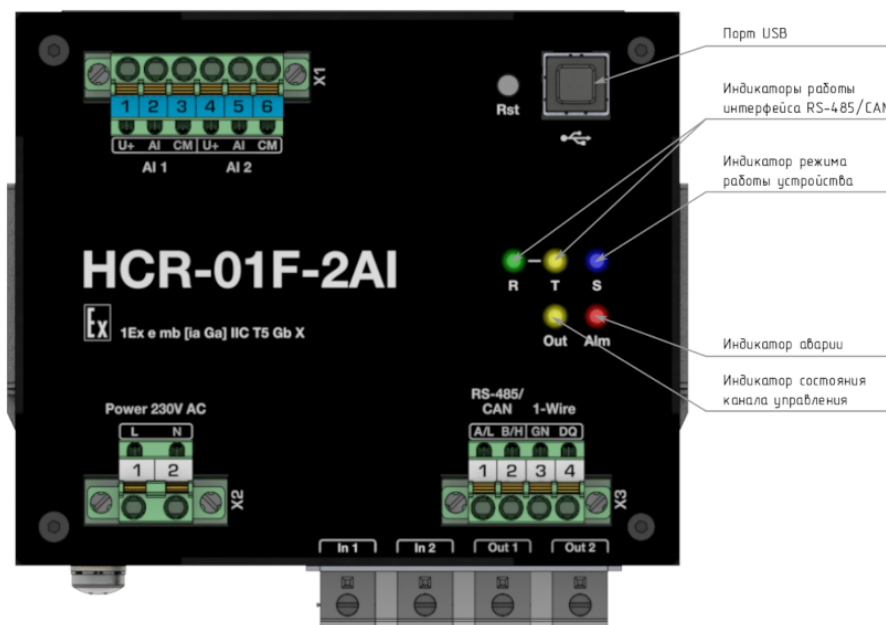 Порт USB
Индикаторы работы
интерфейса RS-485/CAN
Индикатор режима
работы устройства
Индикатор аварии
Индикатор состояния
канала управления
X1
1 2 3 4 5 6
U+ AI CM U+ AI CM
AI 1 AI 2
Rst
HCR-01F-2AI
R T S
Ex 1Ex e mb [ia Ga] IIC T5 Gb X
Out Alm
Power 230V AC
L N
1 2
X2
RS-485/
CAN 1-Wire
A/L B/H GN DQ
1 2 3 4
X3
In 1 In 2 Out 1 Out 2